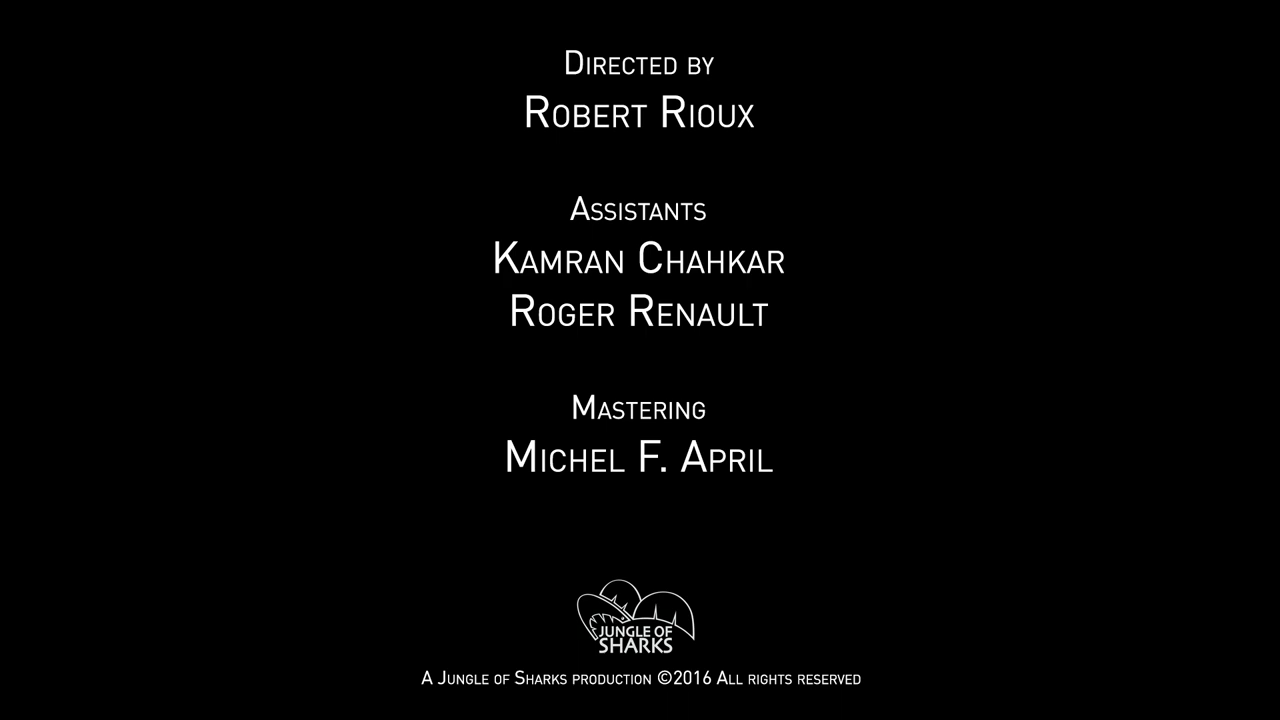 Directed by
Robert Rioux
Assistants
Kamran Chahkar
Roger Renault
Mastering
Michel F. April
JUNGLE OF
SHARKS
A Jungle of Sharks production ©2016 All rights reserved